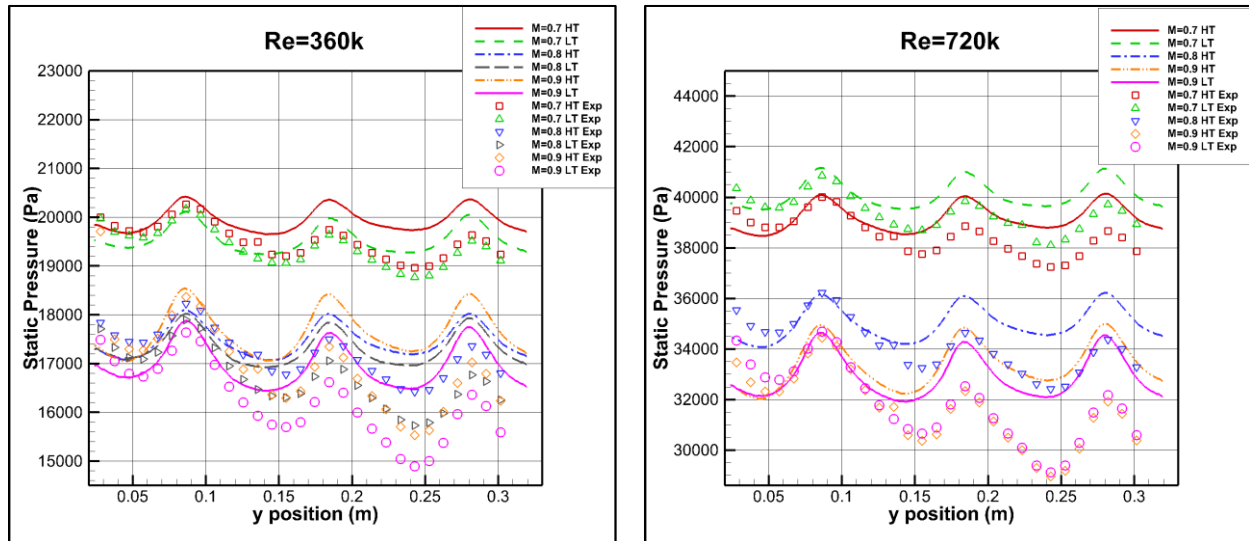 Re=360k
M=0.7 HT
M=0.7 LT
M=0.8 HT
M=0.8 LT
M=0.9 HT
M=0.9 LT
M=0.7 HT Exp
M=0.7 LT Exp
M=0.8 HT Exp
M=0.8 LT Exp
M=0.9 HT Exp
M=0.9 LT Exp
23000
22000
21000
20000
19000
18000
17000
16000
15000
Static Pressure (Pa)
0.05 0.1 0.15 0.2 0.25 0.3
y position (m)
Re=720k
M=0.7 HT
M=0.7 LT
M=0.8 HT
M=0.9 HT
M=0.9 LT
M=0.7 HT Exp
M=0.7 LT Exp
M=0.8 HT Exp
M=0.9 HT Exp
M=0.9 LT Exp
44000
42000
40000
38000
36000
34000
32000
30000
Static Pressure (Pa)
0.05 0.1 0.15 0.2 0.25 0.3
y position (m)